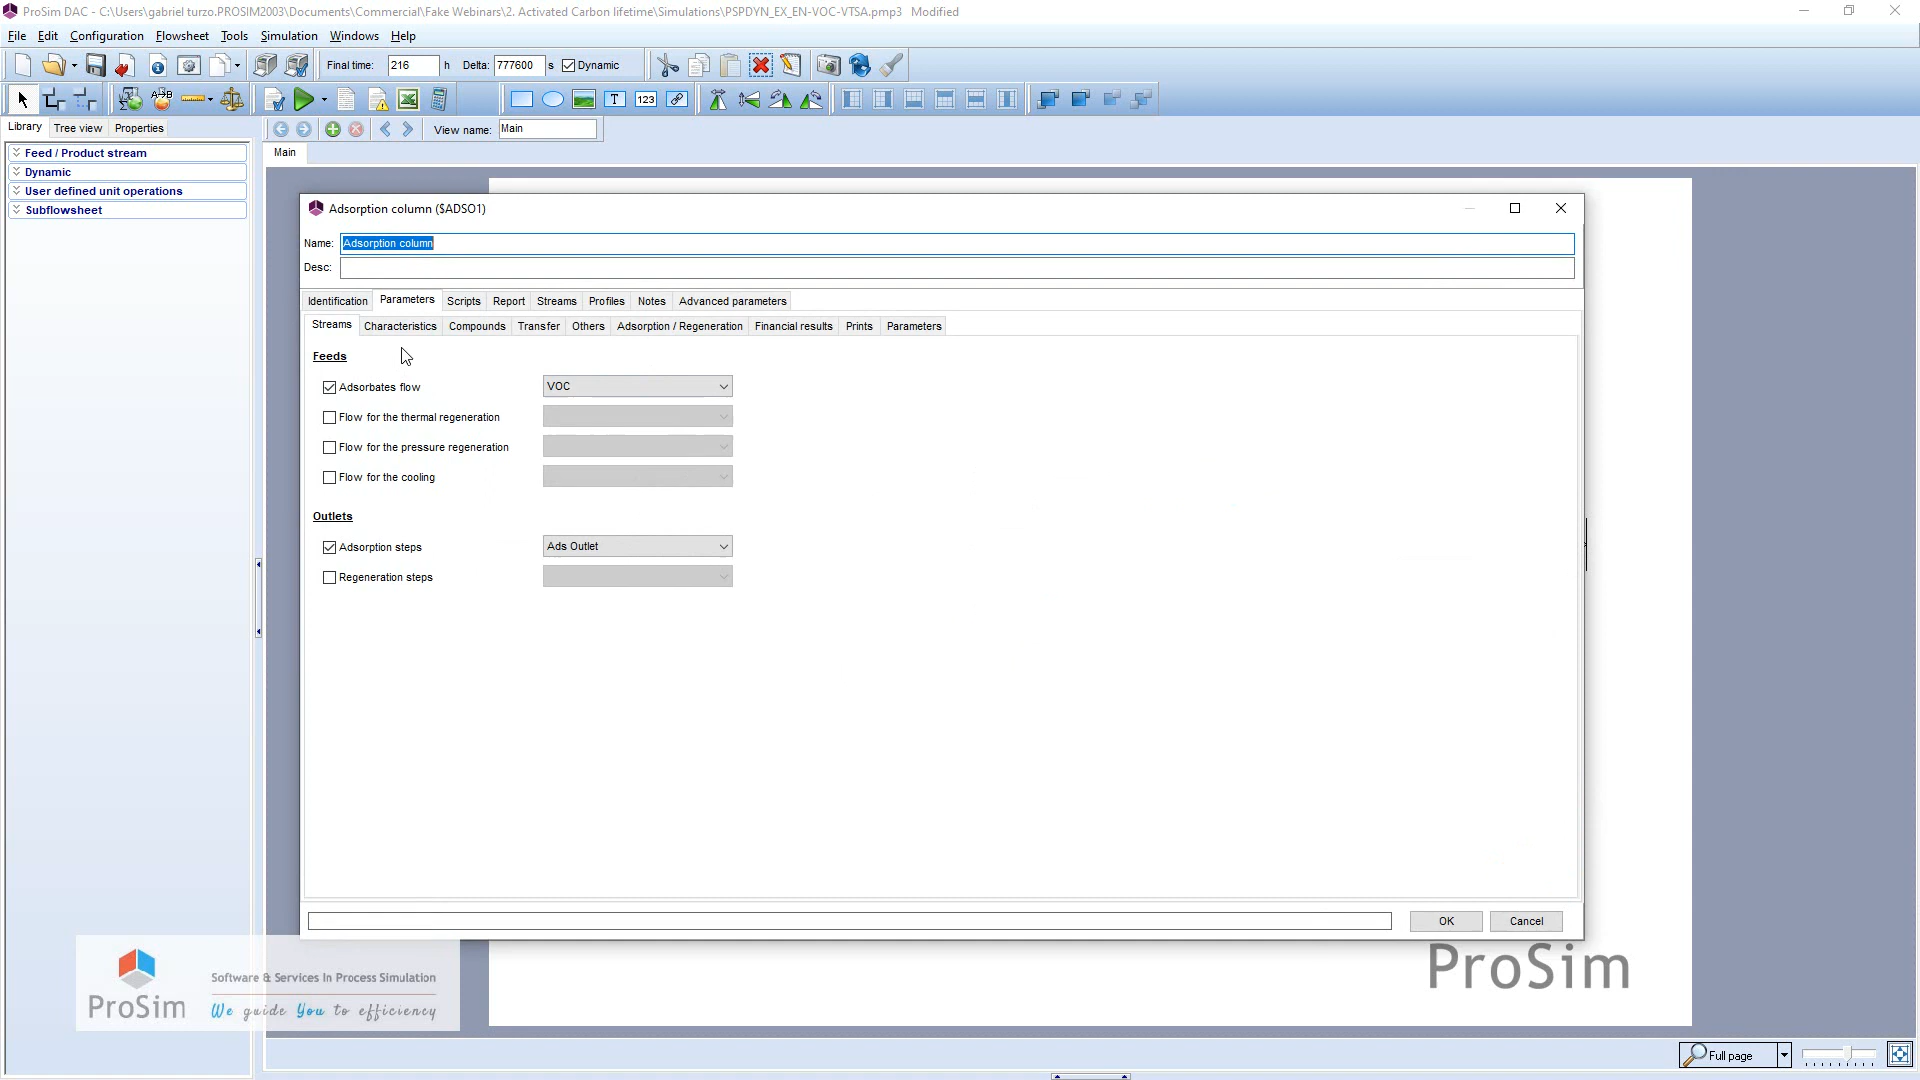 ProSim DAC - C:\Users\gabriel turzo.PROSIM2003\Documents\Commercial\Fake Webinars\2. Activated Carbon lifetime\Simulations\PSPDYN_EX_EN-VOC-VTSA.pmp3 Modified
File Edit Configuration Flowsheet Tools Simulation Windows Help
Final time: 216 h Delta: 777600 s Dynamic
T 123
Library Tree view Properties
View name: Main
Main
Feed / Product stream
Dynamic
User defined unit operations
Subflowsheet
Adsorption column ($ADSO1)
Name: Adsorption column
Desc:
Identification Parameters Scripts Report Streams Profiles Notes Advanced parameters
Streams Characteristics Compounds Transfer Others Adsorption / Regeneration Financial results Prints Parameters
Feeds
Adsorbates flow VOC
Flow for the thermal regeneration
Flow for the pressure regeneration
Flow for the cooling
Outlets
Adsorption steps Ads Outlet
Regeneration steps
OK Cancel
ProSim
Software & Services In Process Simulation
We guide You to efficiency
ProSim
Full page